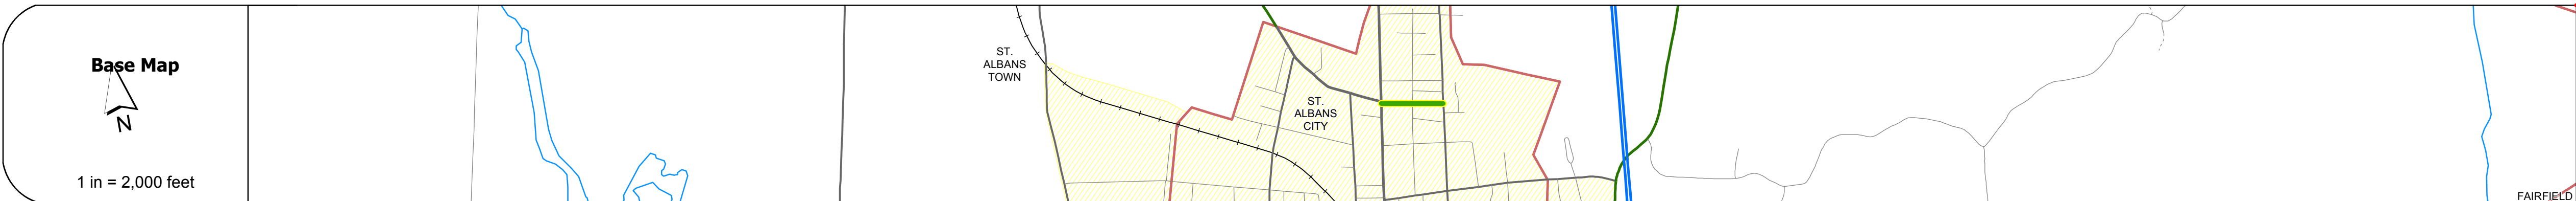 Base Map
N
1 in = 2,000 feet
ST.
ALBANS
TOWN
ST.
ALBANS
CITY
FAIRFIELD